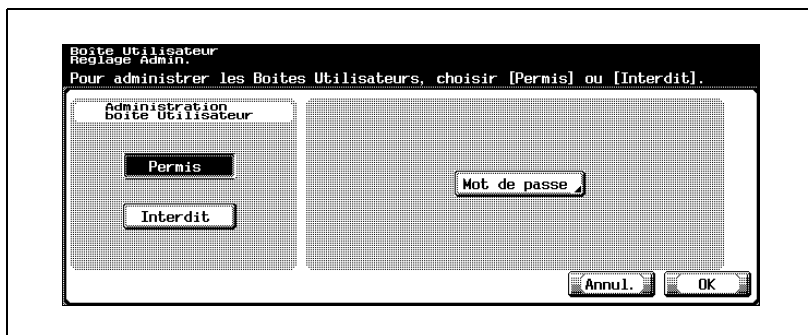 Boîte Utilisateur
Reglage Admin.
Pour administrer les Boites Utilisateurs, choisir [Permis] ou [Interdit].
Administration
boite Utilisateur
Permis
Mot de passe
Interdit
Annul.
OK